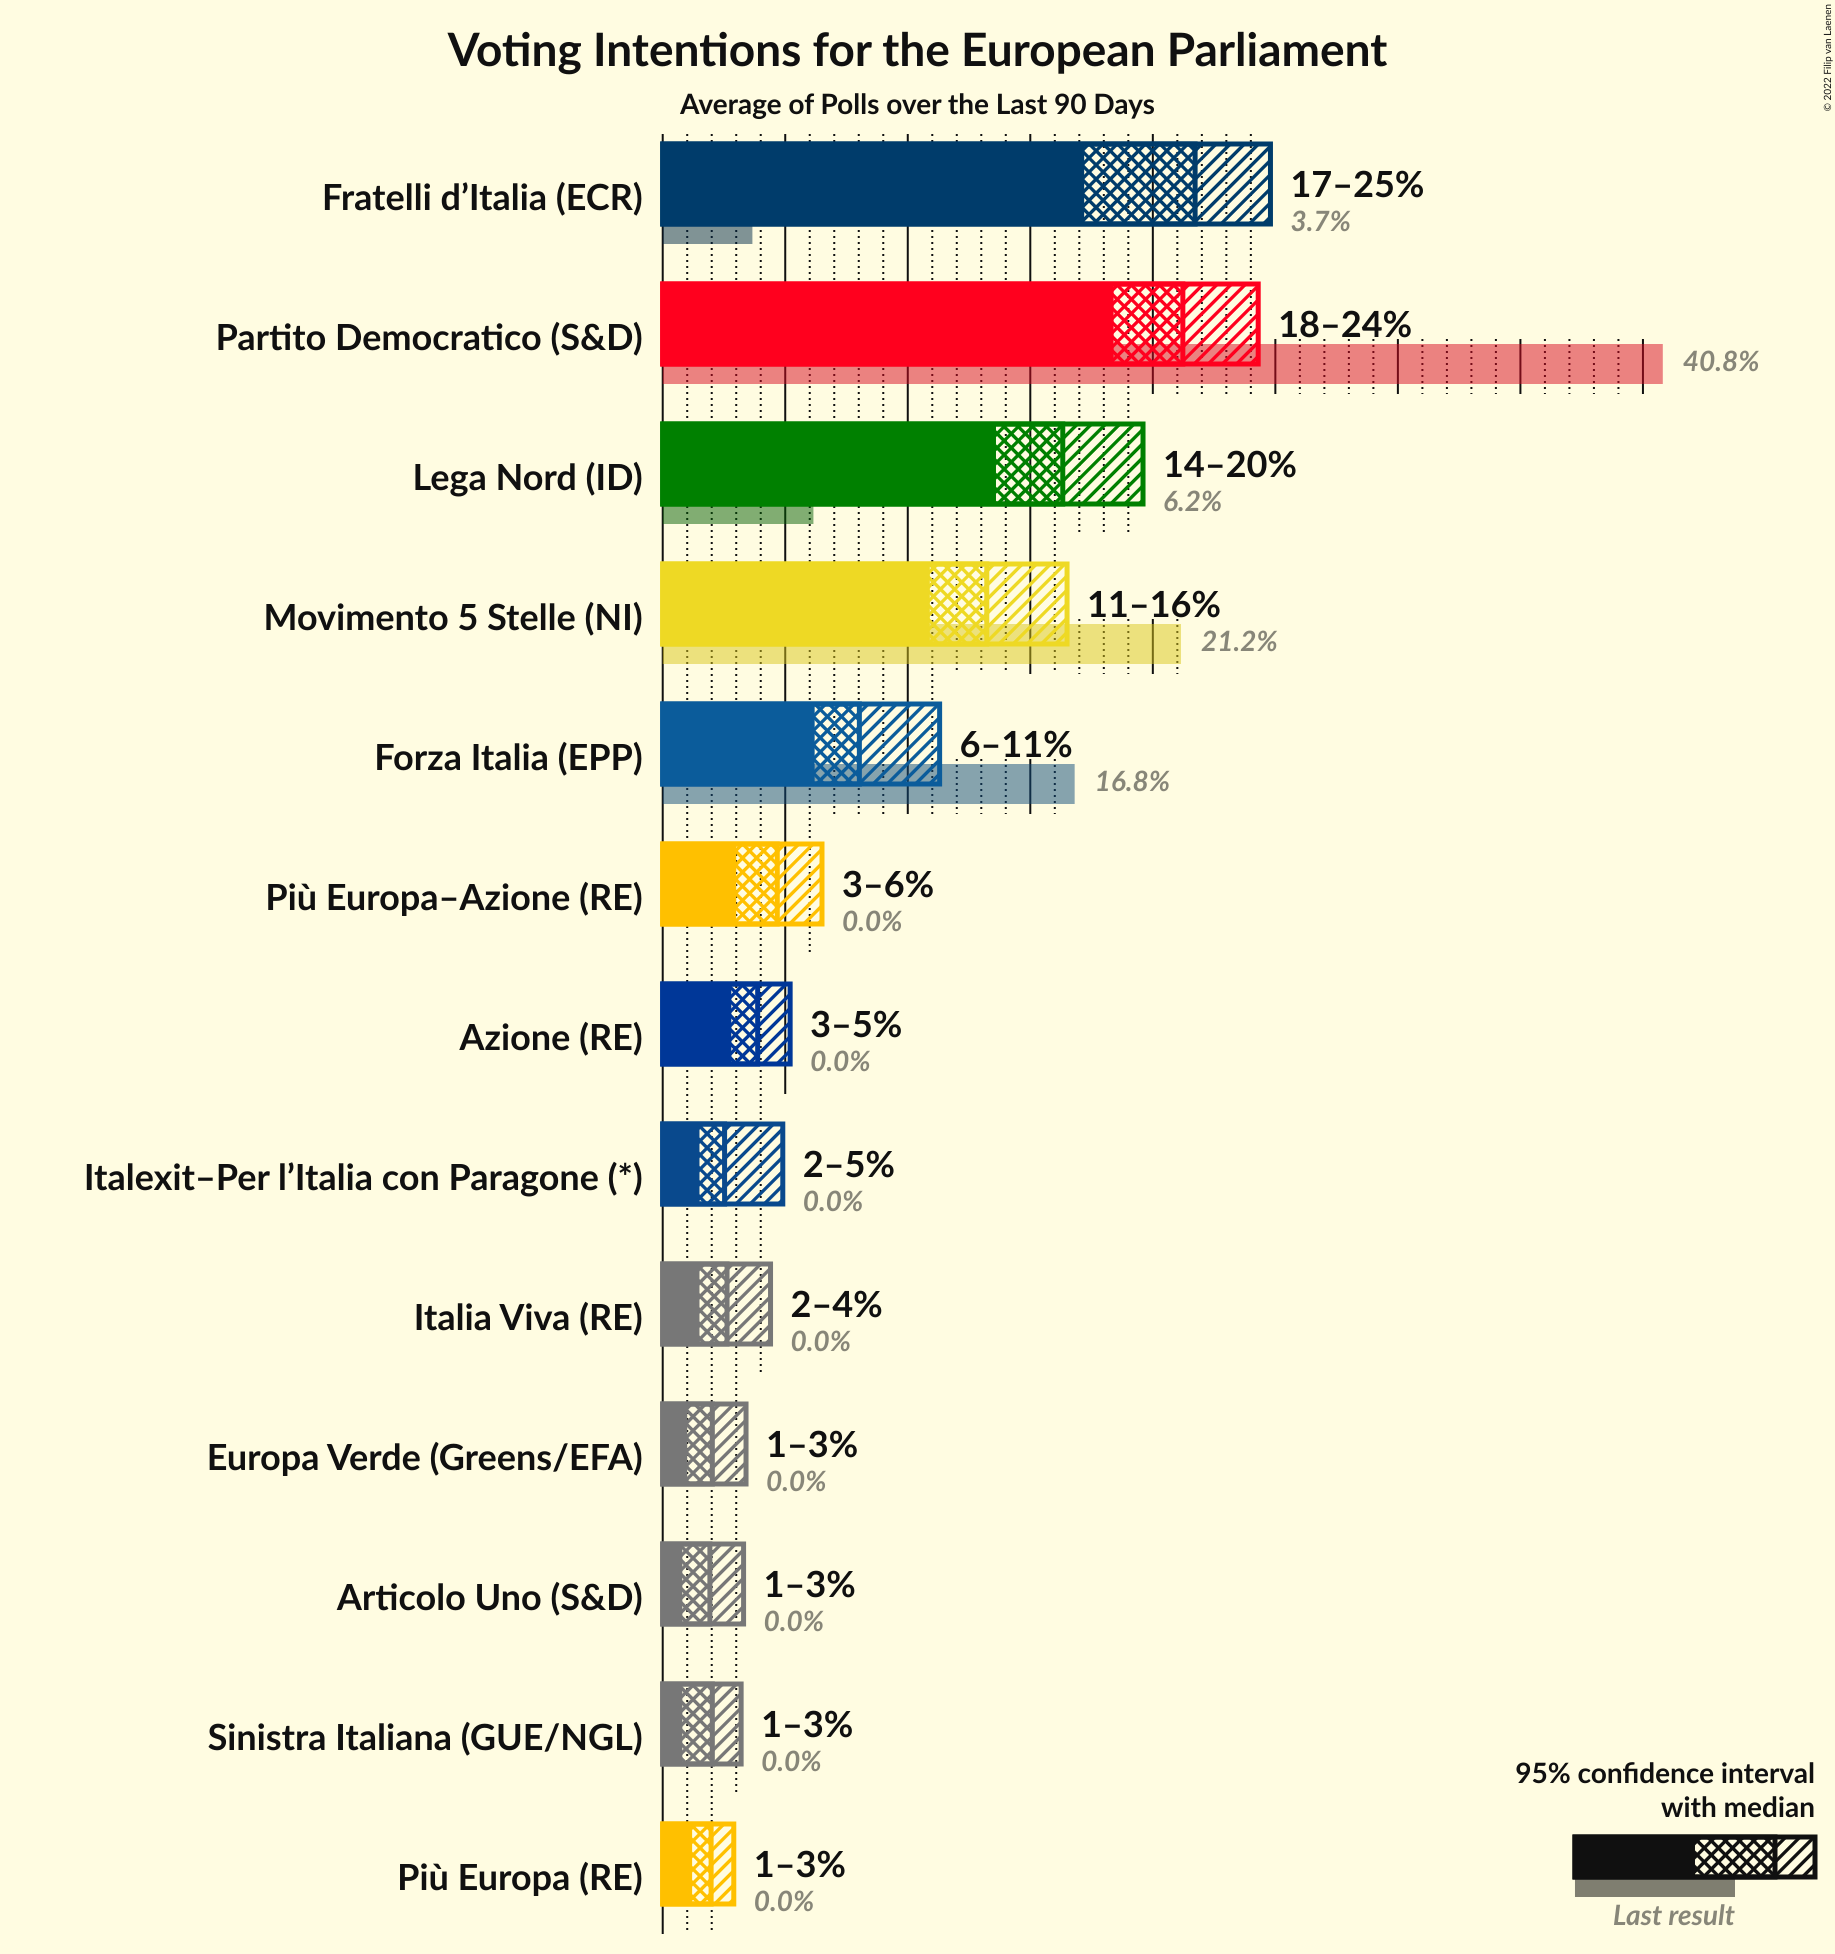 Voting Intentions for the European Parliament
Average of Polls over the Last 90 Days
© 2022 Filip van Laenen
Fratelli d’Italia (ECR)
17–25%
3.7%
Partito Democratico (S&D)
18–24%
40.8%
Lega Nord (ID)
14–20%
6.2%
Movimento 5 Stelle (NI)
11–16%
21.2%
Forza Italia (EPP)
6–11%
16.8%
Più Europa–Azione (RE)
3–6%
0.0%
Azione (RE)
3–5%
0.0%
Italexit–Per l’Italia con Paragone (*)
2–5%
0.0%
Italia Viva (RE)
2–4%
0.0%
Europa Verde (Greens/EFA)
1–3%
0.0%
Articolo Uno (S&D)
1–3%
0.0%
Sinistra Italiana (GUE/NGL)
1–3%
0.0%
Più Europa (RE)
1–3%
0.0%
95% confidence interval
with median
Last result